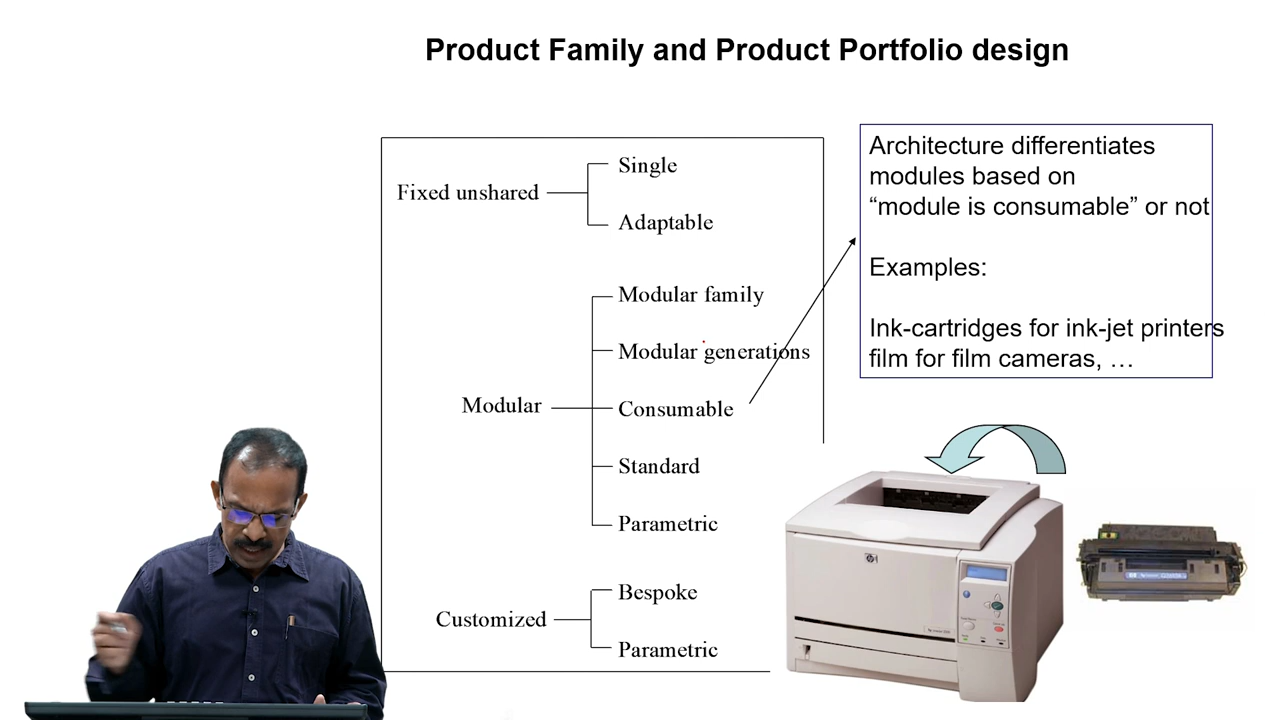 Product Family and Product Portfolio design
Fixed unshared
Single
Adaptable
Modular
Modular family
Modular generations
Consumable
Standard
Parametric
Customized
Bespoke
Parametric
Architecture differentiates
modules based on
“module is consumable” or not
Examples:
Ink-cartridges for ink-jet printers
film for film cameras, …
hp